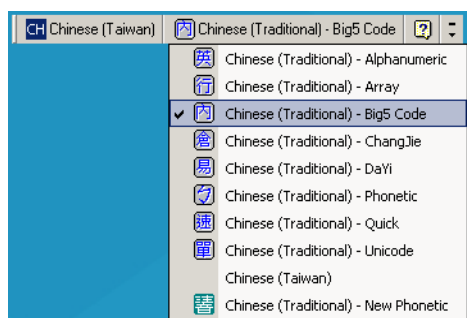 CH Chinese (Taiwan) 內 Chinese (Traditional) - Big5 Code ?
英 Chinese (Traditional) - Alphanumeric
行 Chinese (Traditional) - Array
內 Chinese (Traditional) - Big5 Code
倉 Chinese (Traditional) - ChangJie
易 Chinese (Traditional) - DaYi
ㄅ Chinese (Traditional) - Phonetic
速 Chinese (Traditional) - Quick
單 Chinese (Traditional) - Unicode
Chinese (Taiwan)
Chinese (Traditional) - New Phonetic